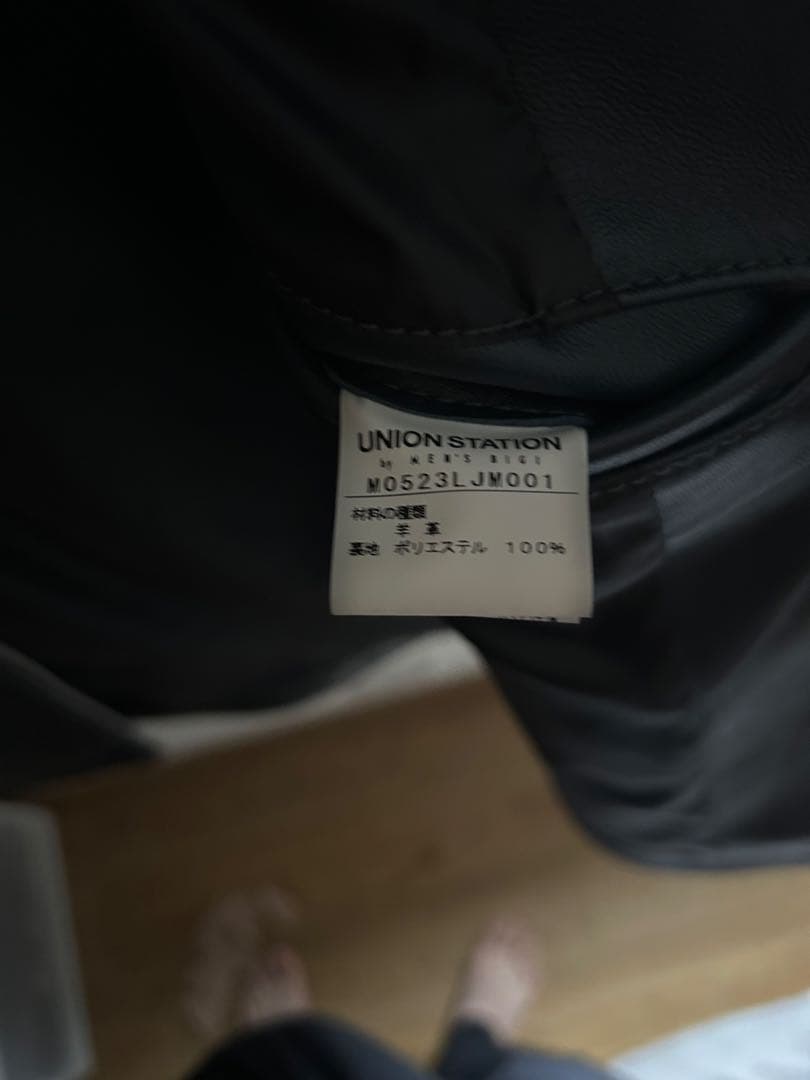 UNION STATION
by MEN'S BIGI
M0523LJM001
材料の種類
羊 革
裏地 ポリエステル 100%